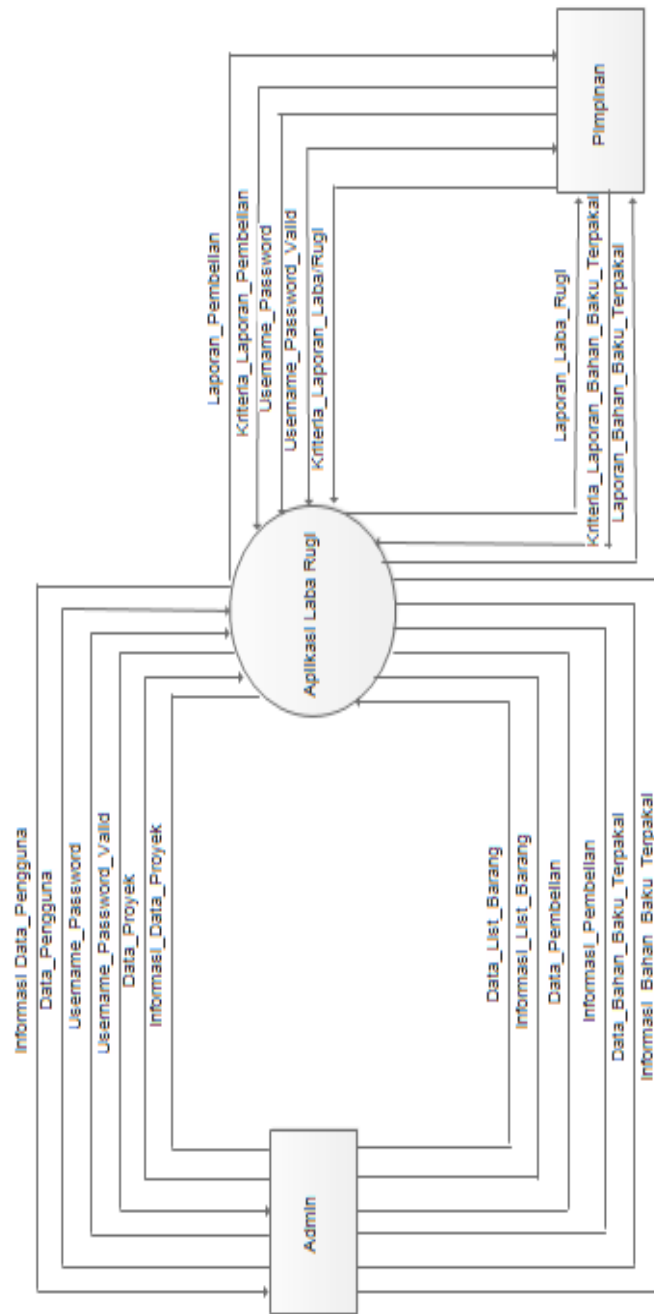 Informasi Data_Pengguna
Data_Pengguna
Username_Password
Username_Password_Valid
Data_Proyek
Informasi_Data_Proyek
Admin
Data_List_Barang
Informasi_List_Barang
Data_Pembelian
Informasi_Pembelian
Data_Bahan_Baku_Terpakai
Informasi_Bahan_Baku_Terpakai
Aplikasi Laba Rugi
Laporan_Pembelian
Kriteria_Laporan_Pembelian
Username_Password
Username_Password_Valid
Kriteria_Laporan_Laba/Rugi
Pimpinan
Laporan_Laba_Rugi
Kriteria_Laporan_Bahan_Baku_Terpakai
Laporan_Bahan_Baku_Terpakai